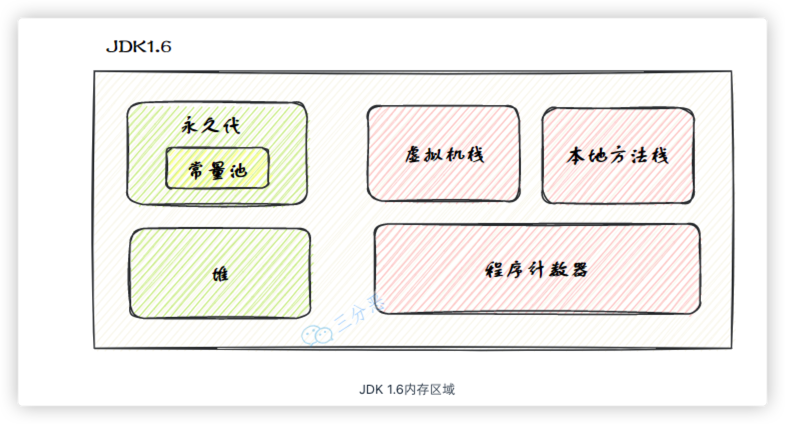 JDK1.6
永久代
常量池
虚拟机栈
本地方法栈
堆
程序计数器
三分恶
JDK 1.6内存区域